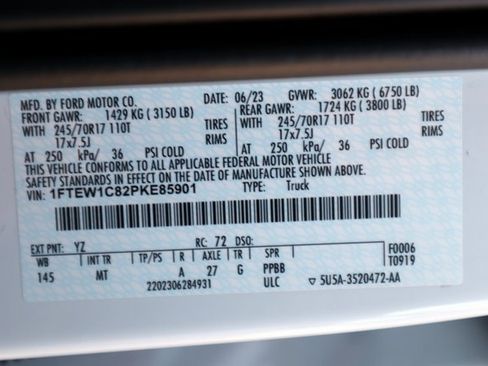 MFD. BY FORD MOTOR CO. DATE: 06/23 GVWR: 3062 KG (6750 LB)
FRONT GAWR: 1429 KG (3150 LB) REAR GAWR: 1724 KG (3800 LB)
WITH 245/70R17 110T TIRES WITH 245/70R17 110T TIRES
17x7.5J RIMS 17x7.5J RIMS
AT 250 kPa/ 36 PSI COLD AT 250 kPa/ 36 PSI COLD
THIS VEHICLE CONFORMS TO ALL APPLICABLE FEDERAL MOTOR VEHICLE
SAFETY STANDARDS IN EFFECT ON THE DATE OF MANUFACTURE SHOWN ABOVE.
VIN: 1FTEW1C82PKE85901 TYPE: Truck
EXT PNT: YZ RC: 72 DSO:
WB INT TR TP/PS R AXLE TR SPR F0006
145 MT A 27 G PPBB T0919
2202306284931 ULC ▽ 5U5A-3520472-AA